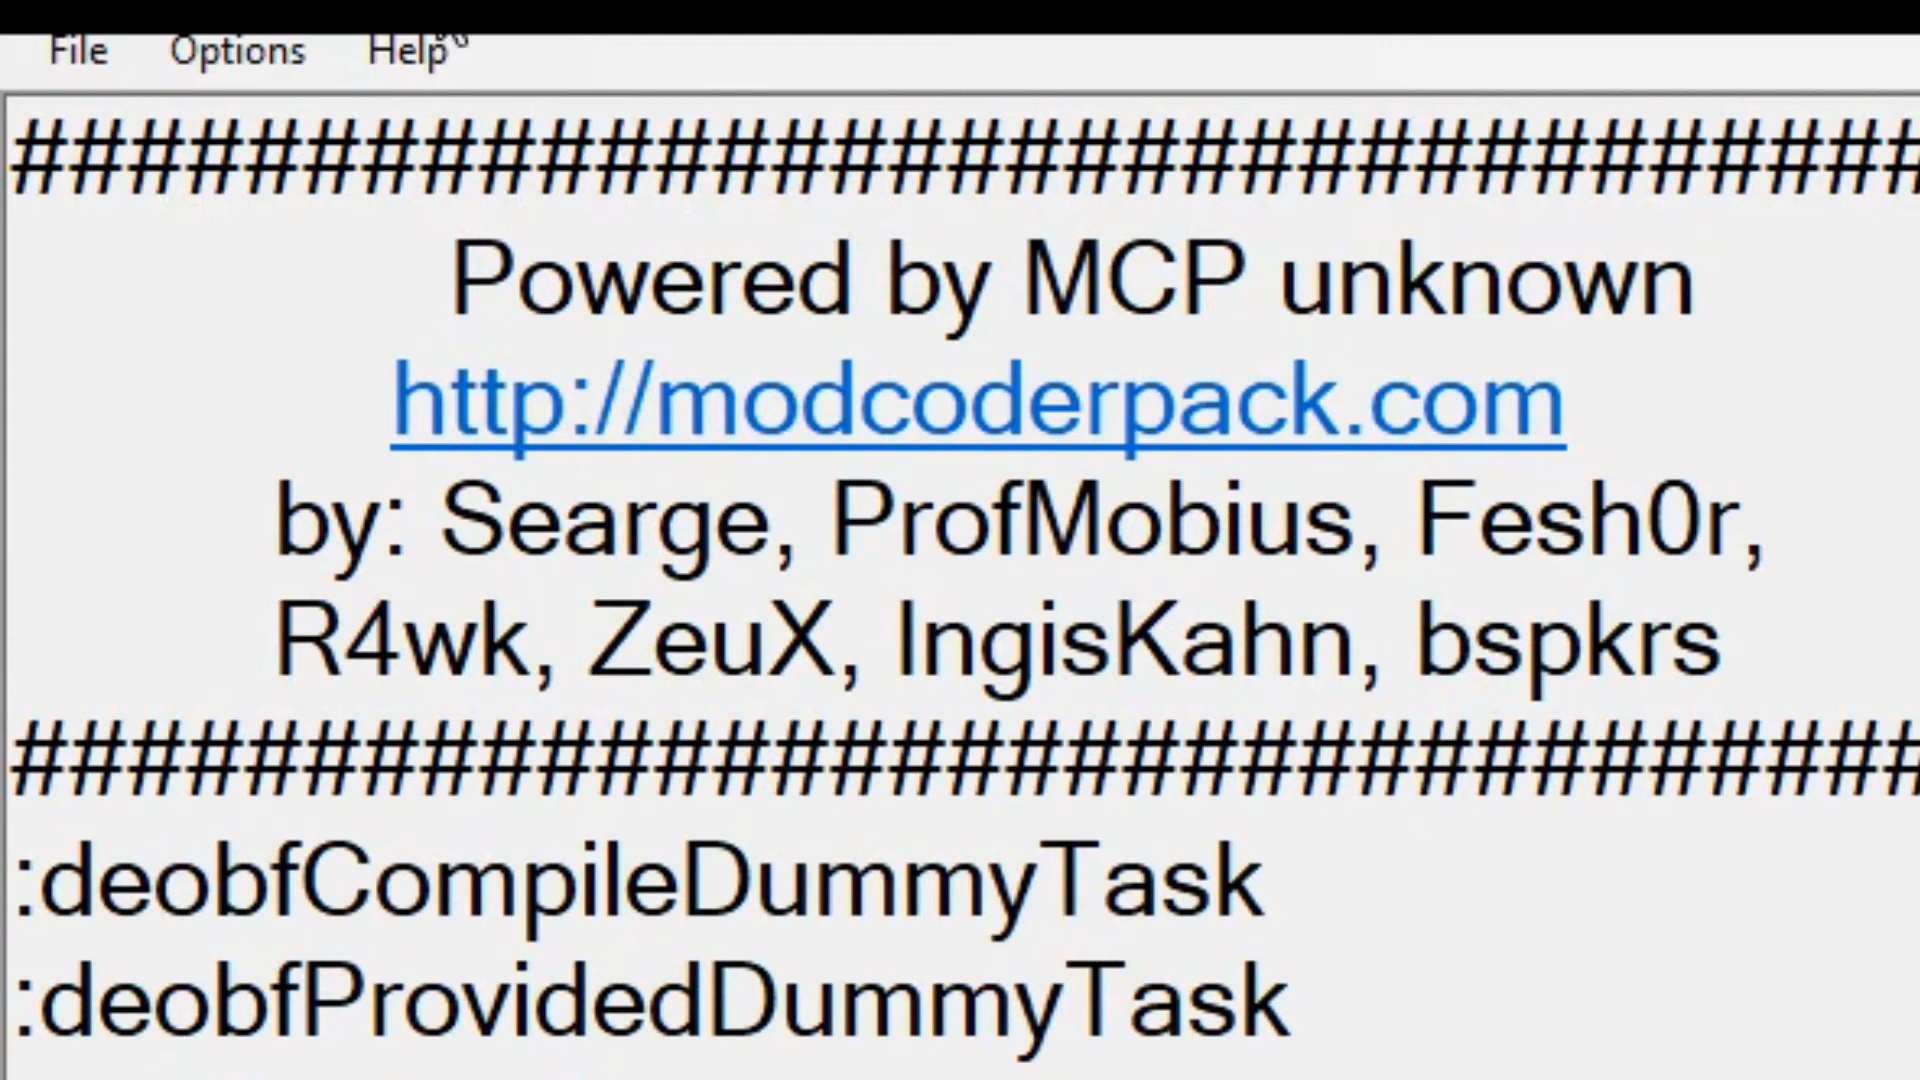 File Options Help
#################################
Powered by MCP unknown
http://modcoderpack.com
by: Searge, ProfMobius, Fesh0r,
R4wk, ZeuX, IngisKahn, bspkrs
#################################
:deobfCompileDummyTask
:deobfProvidedDummyTask